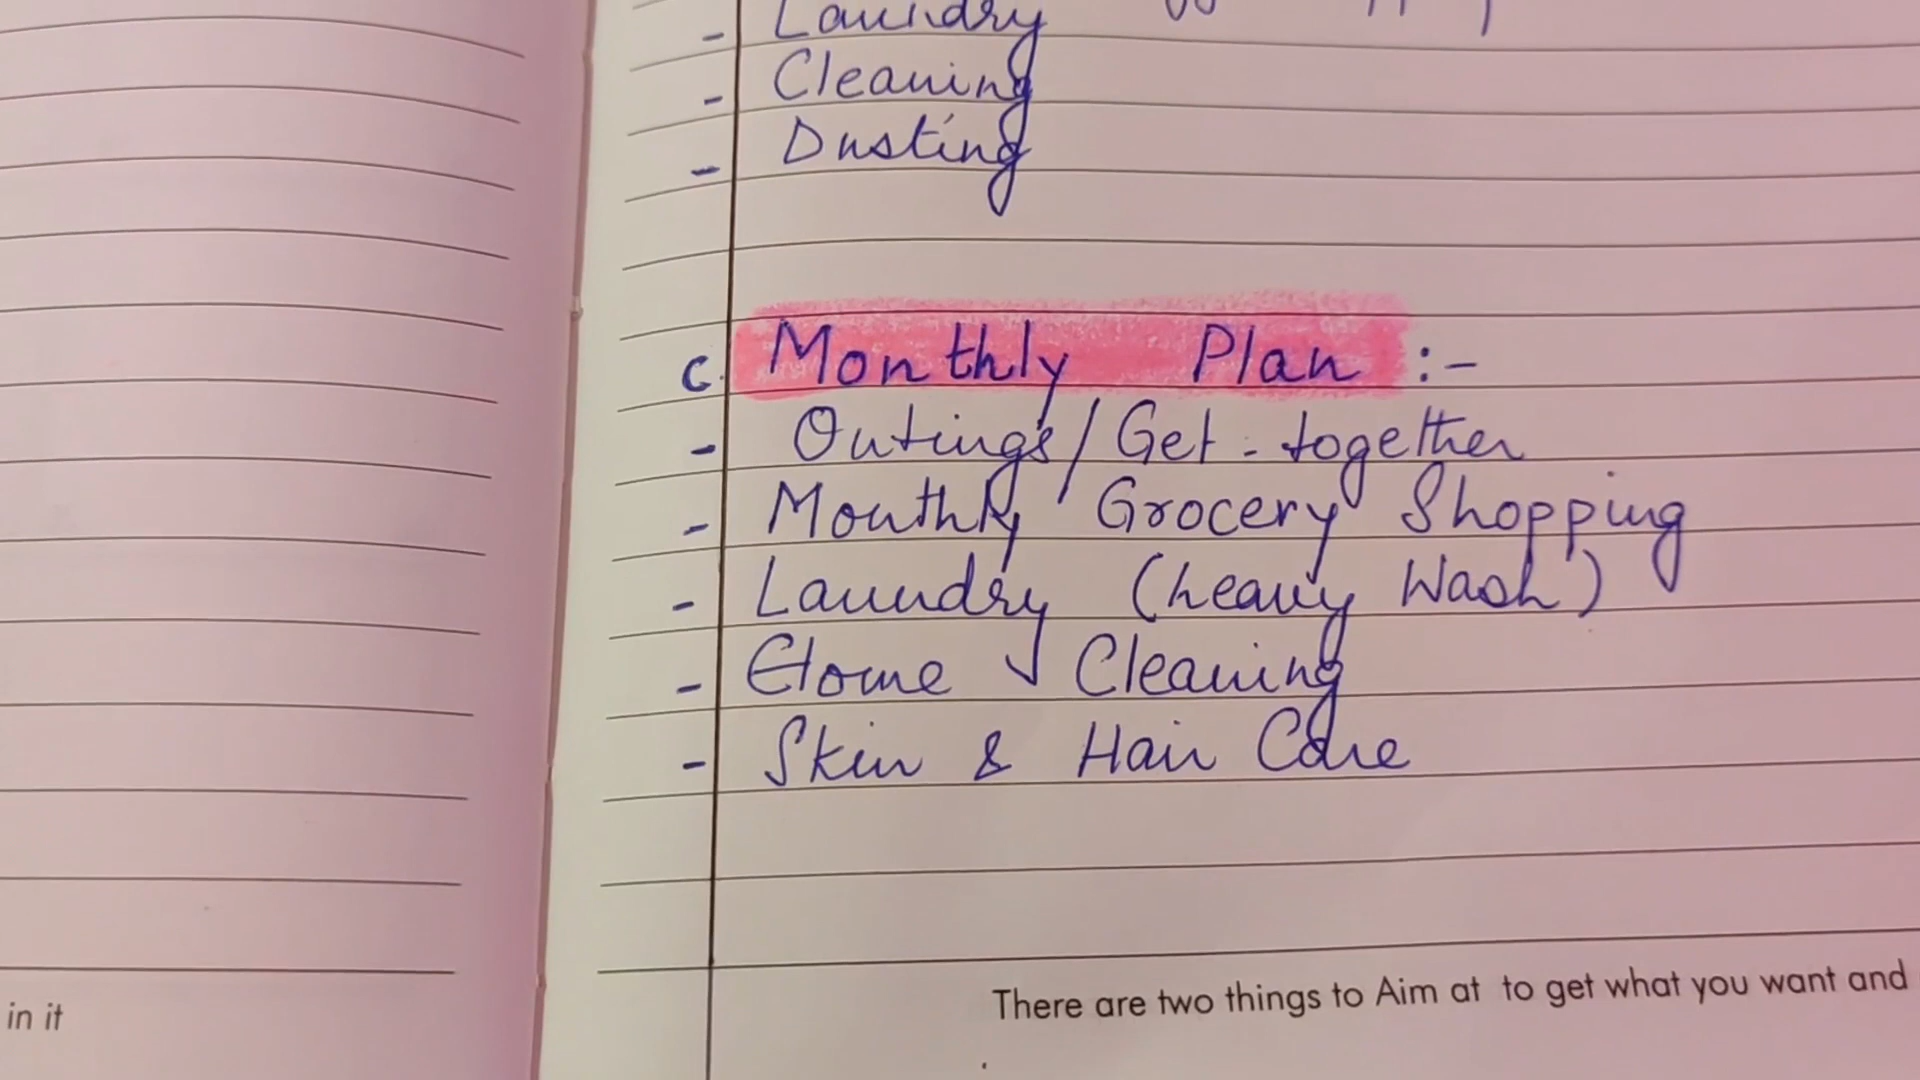 - Laundry
- Cleaning
- Dusting
c. Monthly Plan :-
- Outings/Get-together
- Monthly Grocery Shopping
- Laundry (heavy Wash)
- Home Cleaning
- Skin & Hair Care
There are two things to Aim at to get what you want and
in it